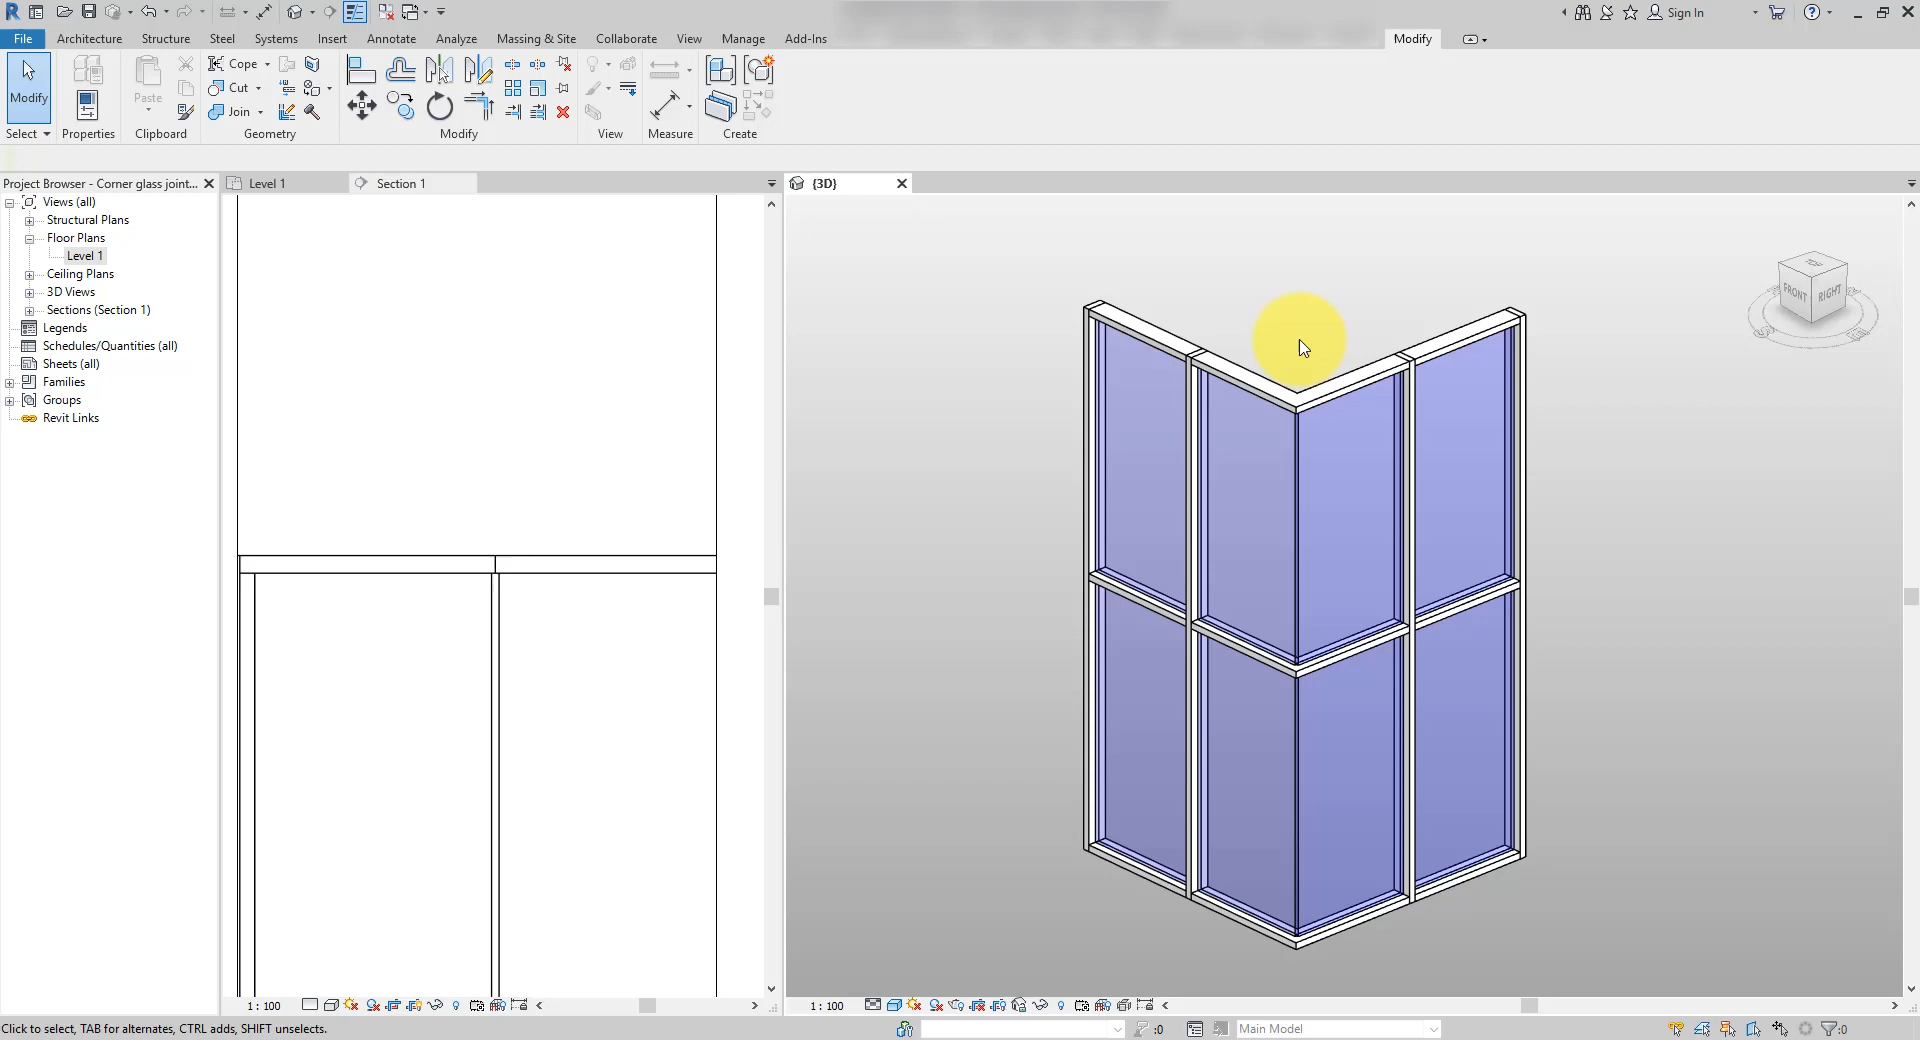 Sign In
File Architecture Structure Steel Systems Insert Annotate Analyze Massing & Site Collaborate View Manage Add-Ins Modify
Modify
Paste
Cope
Cut
Join
Select Properties Clipboard Geometry Modify View Measure Create
Project Browser - Corner glass joint...
Level 1
Section 1
{3D}
Views (all)
Structural Plans
Floor Plans
Level 1
Ceiling Plans
3D Views
Sections (Section 1)
Legends
Schedules/Quantities (all)
Sheets (all)
Families
Groups
Revit Links
TOP
FRONT
RIGHT
S
E
1 : 100
1 : 100
Click to select, TAB for alternates, CTRL adds, SHIFT unselects.
:0
Main Model
:0